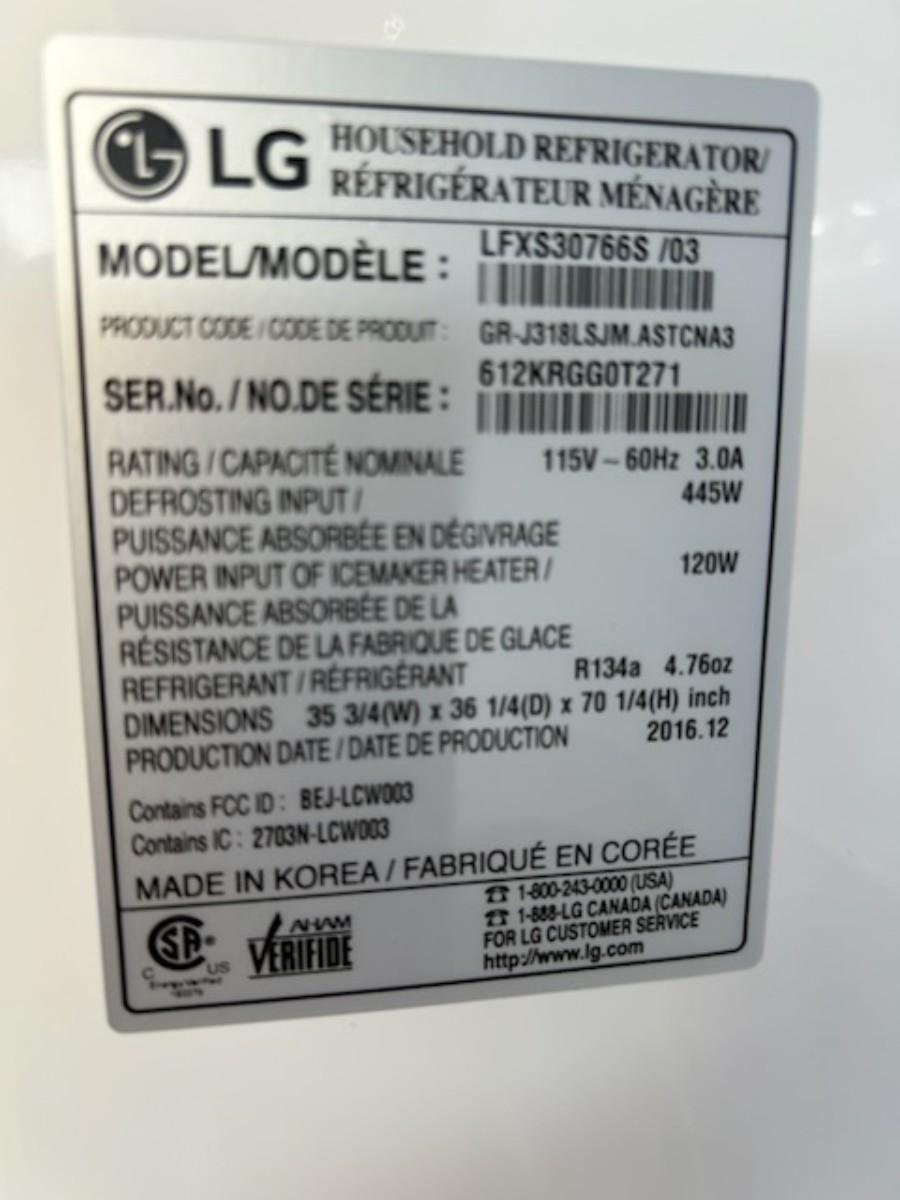 LG HOUSEHOLD REFRIGERATOR/
RÉFRIGÉRATEUR MÉNAGÈRE
MODEL/MODÈLE : LFXS30766S /03
PRODUCT CODE / CODE DE PRODUIT : GR-J318LSJM.ASTCNA3
SER.No. / NO.DE SÉRIE : 612KRGG0T271
RATING / CAPACITÉ NOMINALE 115V ~ 60Hz 3.0A
DEFROSTING INPUT / 445W
PUISSANCE ABSORBÉE EN DÉGIVRAGE
POWER INPUT OF ICEMAKER HEATER / 120W
PUISSANCE ABSORBÉE DE LA
RÉSISTANCE DE LA FABRIQUE DE GLACE
REFRIGERANT / RÉFRIGÉRANT R134a 4.76oz
DIMENSIONS 35 3/4(W) x 36 1/4(D) x 70 1/4(H) inch
PRODUCTION DATE / DATE DE PRODUCTION 2016.12
Contains FCC ID : BEJ-LCW003
Contains IC : 2703N-LCW003
MADE IN KOREA / FABRIQUÉ EN CORÉE
SA
C US
Energy Verified
AHAM
VERIFIDE
☎ 1-800-243-0000 (USA)
☎ 1-888-LG CANADA (CANADA)
FOR LG CUSTOMER SERVICE
http://www.lg.com